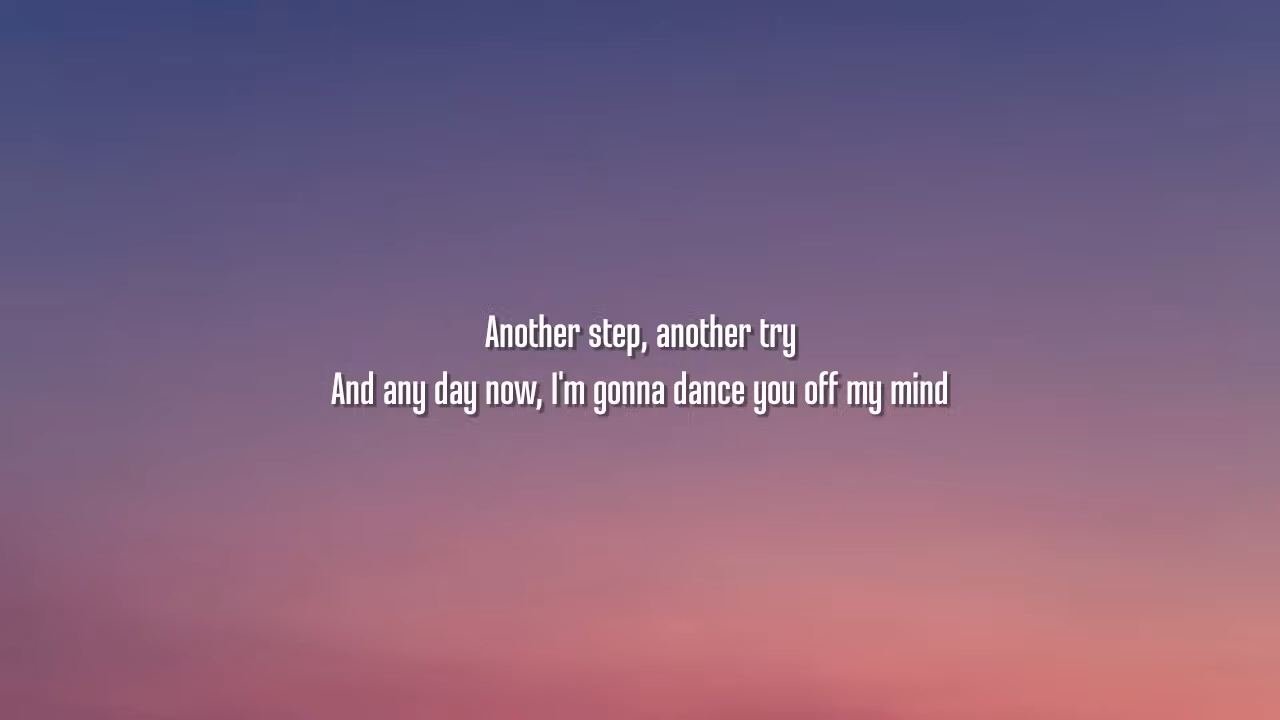 Another step, another try
And any day now, I'm gonna dance you off my mind